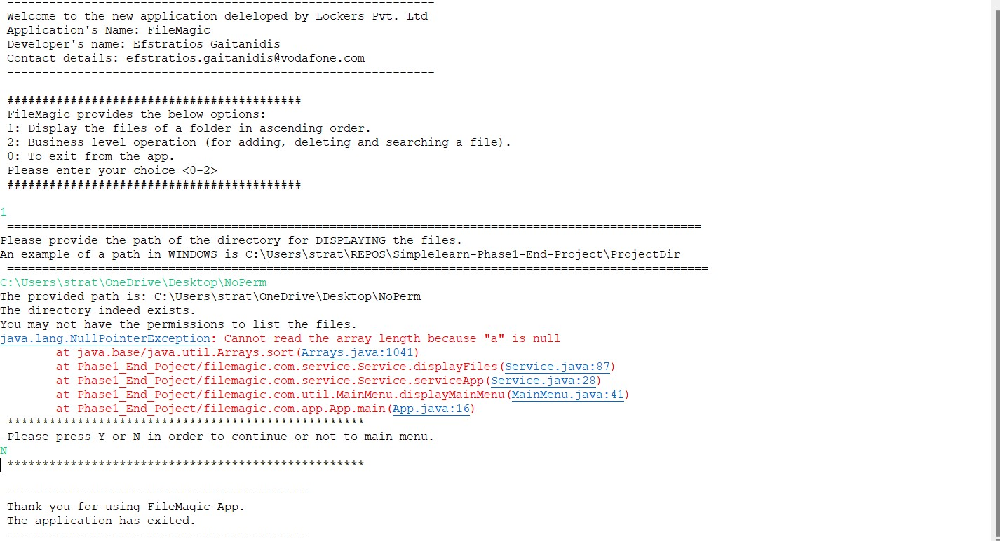 --------------------------------------------------------------
Welcome to the new application deleloped by Lockers Pvt. Ltd
Application's Name: FileMagic
Developer's name: Efstratios Gaitanidis
Contact details: efstratios.gaitanidis@vodafone.com
-------------------------------------------------------------
##########################################
FileMagic provides the below options:
1: Display the files of a folder in ascending order.
2: Business level operation (for adding, deleting and searching a file).
0: To exit from the app.
Please enter your choice <0-2>
##########################################
1
===================================================================================================
Please provide the path of the directory for DISPLAYING the files.
An example of a path in WINDOWS is C:\Users\strat\REPOS\Simplelearn-Phase1-End-Project\ProjectDir
====================================================================================================
C:\Users\strat\OneDrive\Desktop\NoPerm
The provided path is: C:\Users\strat\OneDrive\Desktop\NoPerm
The directory indeed exists.
You may not have the permissions to list the files.
java.lang.NullPointerException: Cannot read the array length because "a" is null
at java.base/java.util.Arrays.sort(Arrays.java:1041)
at Phase1_End_Poject/filemagic.com.service.Service.displayFiles(Service.java:87)
at Phase1_End_Poject/filemagic.com.service.Service.serviceApp(Service.java:28)
at Phase1_End_Poject/filemagic.com.util.MainMenu.displayMainMenu(MainMenu.java:41)
at Phase1_End_Poject/filemagic.com.app.App.main(App.java:16)
***************************************************
Please press Y or N in order to continue or not to main menu.
N
***************************************************
-------------------------------------------
Thank you for using FileMagic App.
The application has exited.
-------------------------------------------